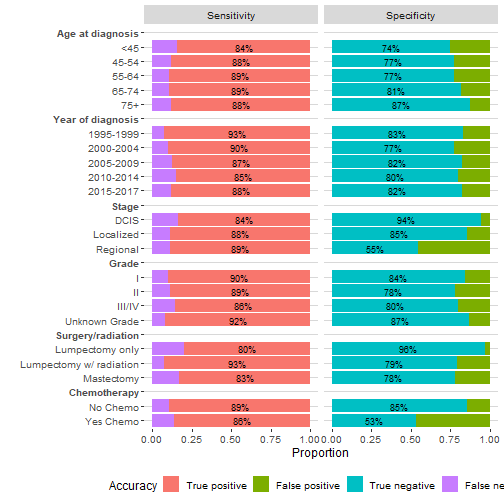 Sensitivity Specificity
Age at diagnosis
<45 84% 74%
45-54 88% 77%
55-64 89% 77%
65-74 89% 81%
75+ 88% 87%
Year of diagnosis
1995-1999 93% 83%
2000-2004 90% 77%
2005-2009 87% 82%
2010-2014 85% 80%
2015-2017 88% 82%
Stage
DCIS 84% 94%
Localized 88% 85%
Regional 89% 55%
Grade
I 90% 84%
II 89% 78%
III/IV 86% 80%
Unknown Grade 92% 87%
Surgery/radiation
Lumpectomy only 80% 96%
Lumpectomy w/ radiation 93% 79%
Mastectomy 83% 78%
Chemotherapy
No Chemo 89% 85%
Yes Chemo 86% 53%
0.00 0.25 0.50 0.75 1.00 0.00 0.25 0.50 0.75 1.00
Proportion
Accuracy True positive False positive True negative False ne